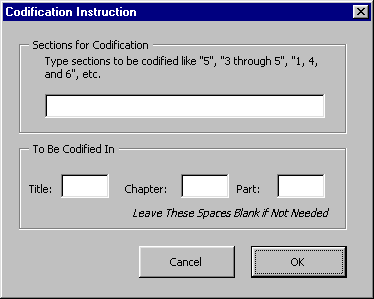 Codification Instruction
Sections for Codification
Type sections to be codified like "5", "3 through 5", "1, 4,
and 6", etc.
To Be Codified In
Title: Chapter: Part:
Leave These Spaces Blank if Not Needed
Cancel OK